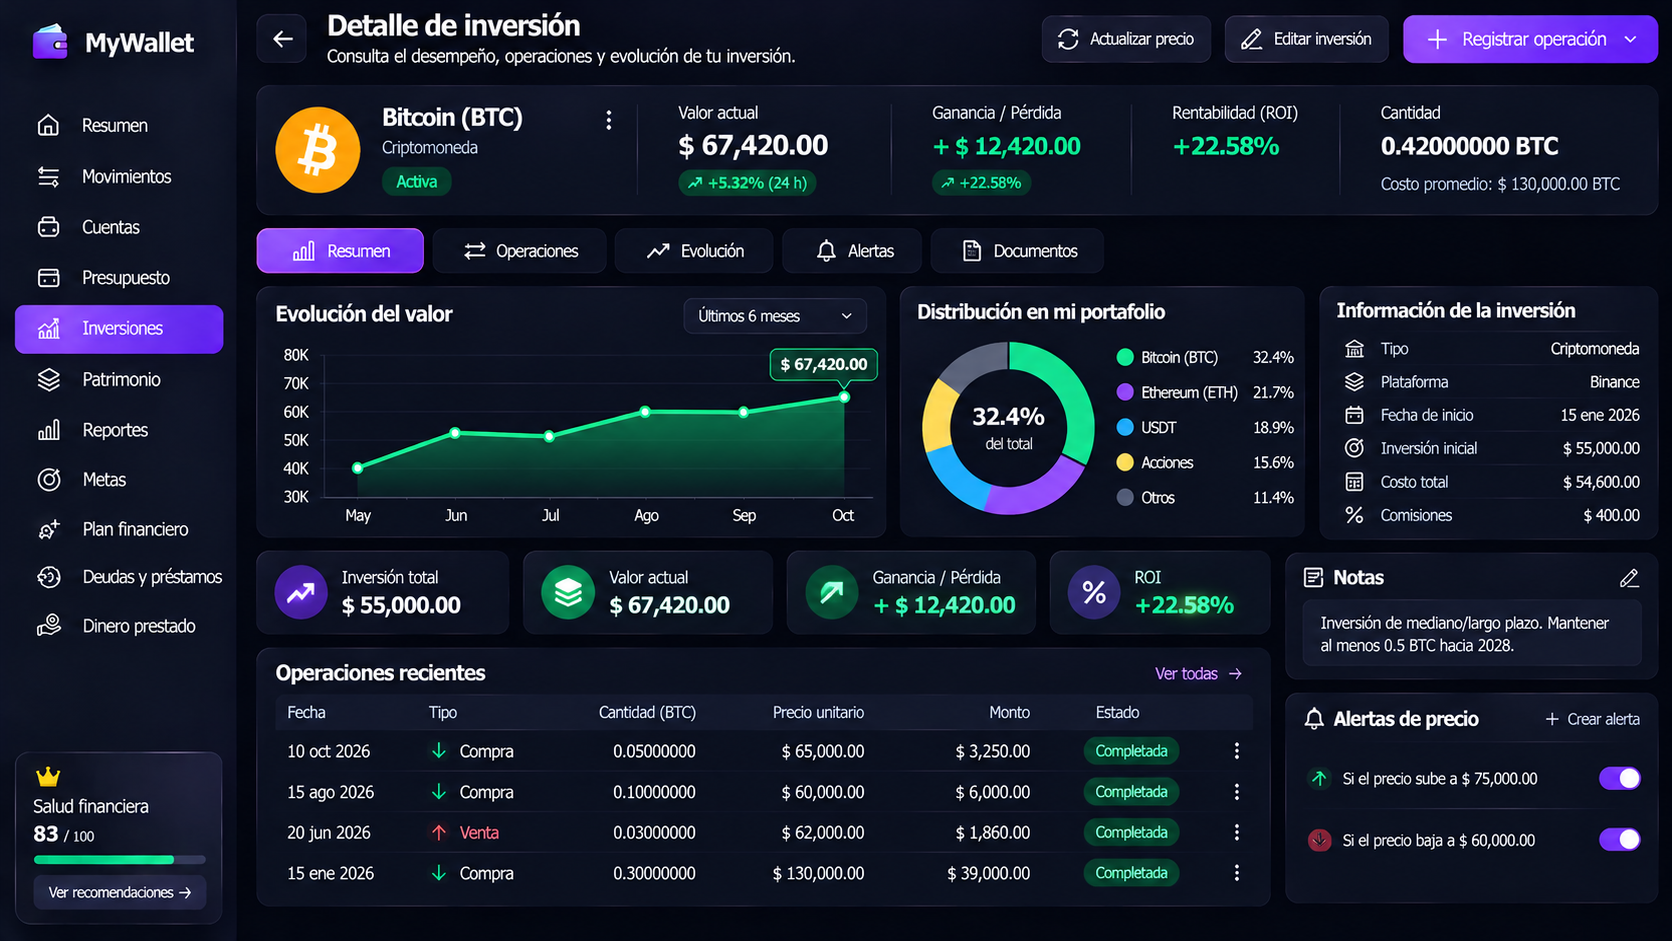 MyWallet
Resumen
Movimientos
Cuentas
Presupuesto
Inversiones
Patrimonio
Reportes
Metas
Plan financiero
Deudas y préstamos
Dinero prestado
Salud financiera
83 / 100
Ver recomendaciones →
Detalle de inversión
Consulta el desempeño, operaciones y evolución de tu inversión.
Actualizar precio
Editar inversión
+ Registrar operación
Bitcoin (BTC)
Criptomoneda
Activa
Valor actual
$ 67,420.00
+5.32% (24 h)
Ganancia / Pérdida
+ $ 12,420.00
+22.58%
Rentabilidad (ROI)
+22.58%
Cantidad
0.42000000 BTC
Costo promedio: $ 130,000.00 BTC
Resumen
Operaciones
Evolución
Alertas
Documentos
Evolución del valor
Últimos 6 meses
80K
70K
60K
50K
40K
30K
$ 67,420.00
May Jun Jul Ago Sep Oct
Distribución en mi portafolio
32.4%
del total
Bitcoin (BTC) 32.4%
Ethereum (ETH) 21.7%
USDT 18.9%
Acciones 15.6%
Otros 11.4%
Información de la inversión
Tipo Criptomoneda
Plataforma Binance
Fecha de inicio 15 ene 2026
Inversión inicial $ 55,000.00
Costo total $ 54,600.00
% Comisiones $ 400.00
Inversión total
$ 55,000.00
Valor actual
$ 67,420.00
Ganancia / Pérdida
+ $ 12,420.00
%
ROI
+22.58%
Notas
Inversión de mediano/largo plazo. Mantener
al menos 0.5 BTC hacia 2028.
Operaciones recientes
Ver todas →
Fecha Tipo Cantidad (BTC) Precio unitario Monto Estado
10 oct 2026 ↓ Compra 0.05000000 $ 65,000.00 $ 3,250.00 Completada
15 ago 2026 ↓ Compra 0.10000000 $ 60,000.00 $ 6,000.00 Completada
20 jun 2026 ↑ Venta 0.03000000 $ 62,000.00 $ 1,860.00 Completada
15 ene 2026 ↓ Compra 0.30000000 $ 130,000.00 $ 39,000.00 Completada
Alertas de precio
+ Crear alerta
Si el precio sube a $ 75,000.00
Si el precio baja a $ 60,000.00